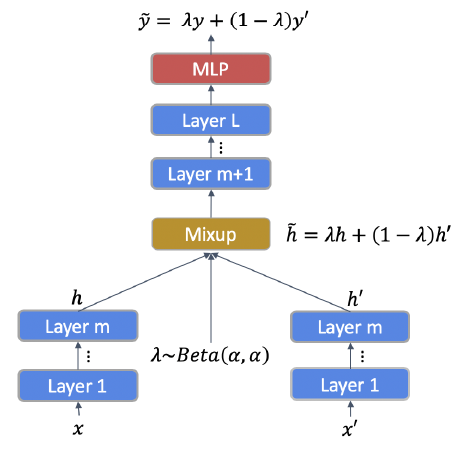 ỹ = λy + (1 − λ)y′
MLP
Layer L
⋮
Layer m+1
Mixup
h̃ = λh + (1 − λ)h′
h
h′
Layer m
Layer m
⋮
⋮
λ~Beta(α, α)
Layer 1
Layer 1
x
x′